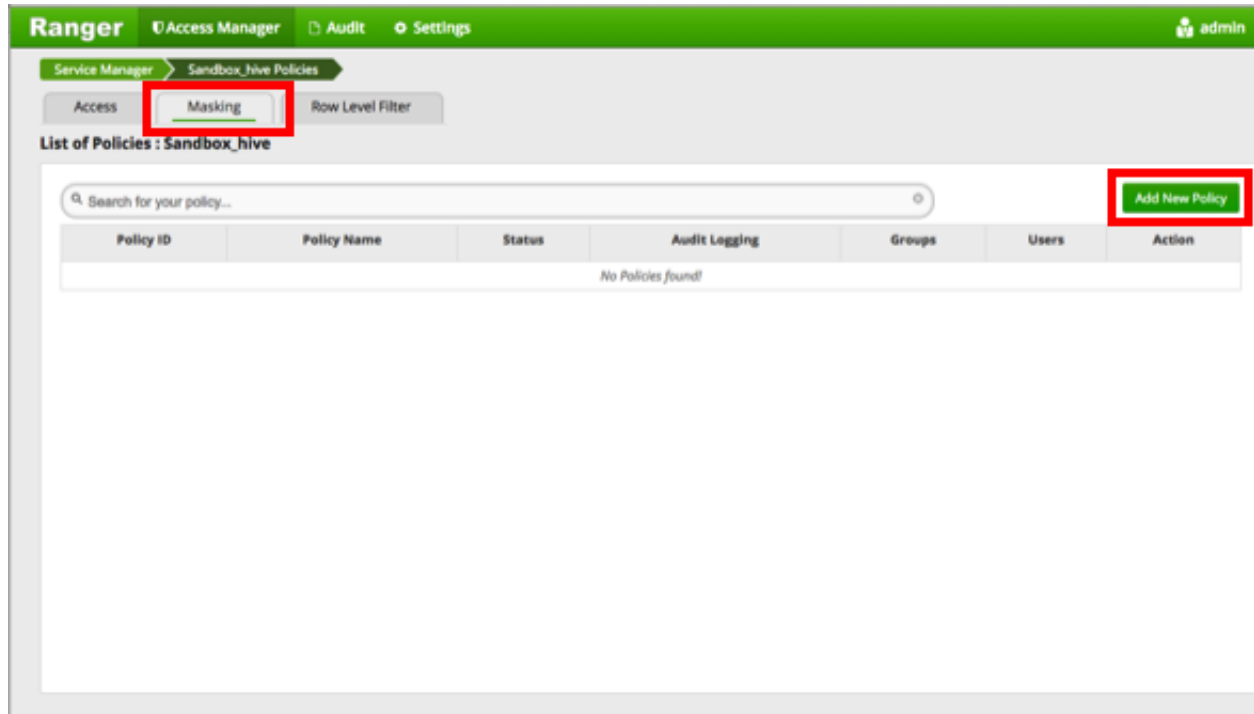 Ranger Access Manager Audit Settings admin
Service Manager Sandbox_hive Policies
Access Masking Row Level Filter
List of Policies : Sandbox_hive
Search for your policy... Add New Policy
Policy ID Policy Name Status Audit Logging Groups Users Action
No Policies found!